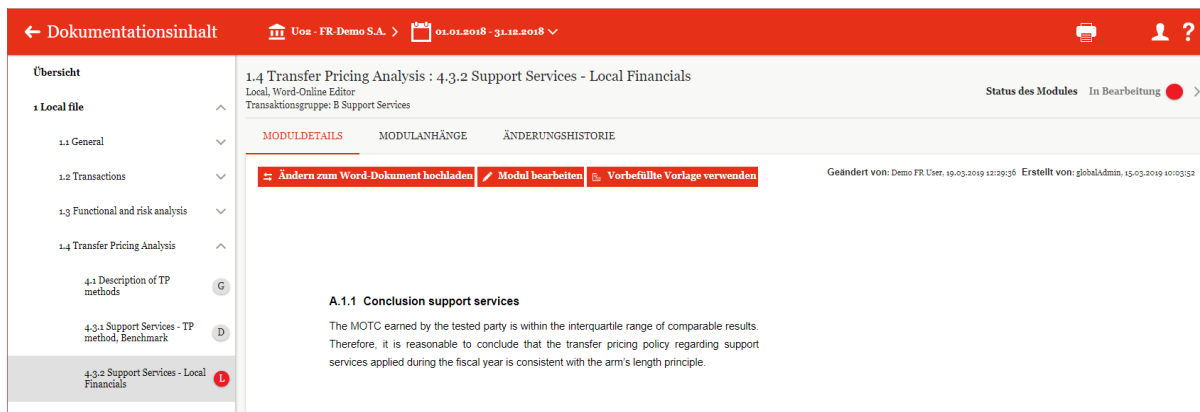 Dokumentationsinhalt
U02 - FR-Demo S.A.
01.01.2018 - 31.12.2018
?
Übersicht
1 Local file
1.1 General
1.2 Transactions
1.3 Functional and risk analysis
1.4 Transfer Pricing Analysis
4.1 Description of TP
methods
G
4.3.1 Support Services - TP
method, Benchmark
D
4.3.2 Support Services - Local
Financials
L
1.4 Transfer Pricing Analysis : 4.3.2 Support Services - Local Financials
Local, Word-Online Editor
Transaktionsgruppe: B Support Services
Status des Modules In Bearbeitung
MODULDETAILS MODULANHÄNGE ÄNDERUNGSHISTORIE
Ändern zum Word-Dokument hochladen Modul bearbeiten Vorbefüllte Vorlage verwenden
Geändert von: Demo FR User, 19.03.2019 12:29:36 Erstellt von: globalAdmin, 15.03.2019 10:03:52
A.1.1 Conclusion support services
The MOTC earned by the tested party is within the interquartile range of comparable results.
Therefore, it is reasonable to conclude that the transfer pricing policy regarding support
services applied during the fiscal year is consistent with the arm's length principle.